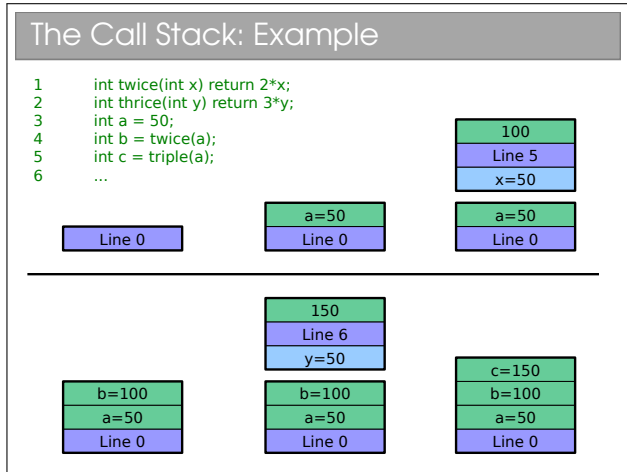 The Call Stack: Example
1 int twice(int x) return 2*x;
2 int thrice(int y) return 3*y;
3 int a = 50;
4 int b = twice(a);
5 int c = triple(a);
6 ...
Line 0
a=50
Line 0
100
Line 5
x=50
a=50
Line 0
b=100
a=50
Line 0
150
Line 6
y=50
b=100
a=50
Line 0
c=150
b=100
a=50
Line 0